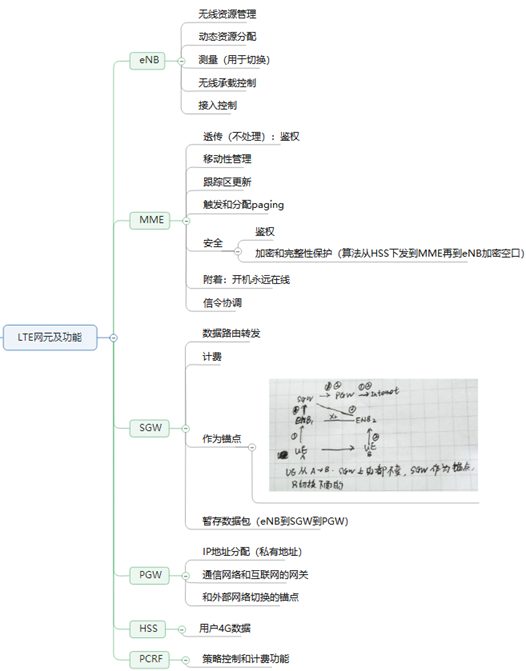 LTE网元及功能
eNB
无线资源管理
动态资源分配
测量（用于切换）
无线承载控制
接入控制
MME
透传（不处理）：鉴权
移动性管理
跟踪区更新
触发和分配paging
安全
鉴权
加密和完整性保护（算法从HSS下发到MME再到eNB加密空口）
附着：开机永远在线
信令协调
SGW
数据路由转发
计费
作为锚点
SGW PGW Internet
ENB1 X2 ENB2
UE A UE B
UE从A→B. SGW上面都不变，SGW作为锚点，
只切换下面的
暂存数据包（eNB到SGW到PGW）
PGW
IP地址分配（私有地址）
通信网络和互联网的网关
和外部网络切换的锚点
HSS
用户4G数据
PCRF
策略控制和计费功能